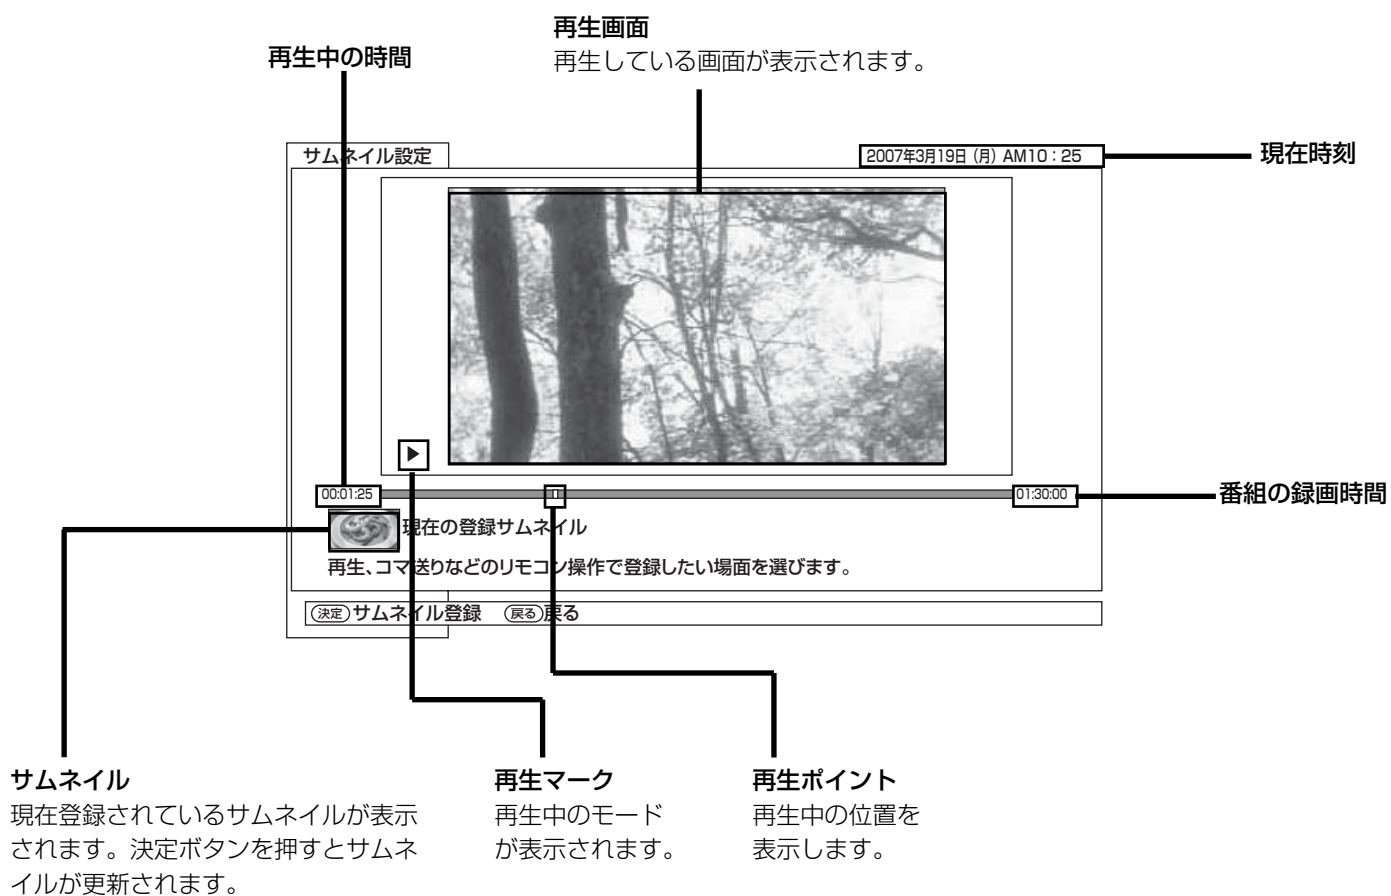 再生画面
再生している画面が表示されます。
再生中の時間
サムネイル設定
2007年3月19日（月）AM10：25
現在時刻
00:01:25
01:30:00
番組の録画時間
現在の登録サムネイル
再生、コマ送りなどのリモコン操作で登録したい場面を選びます。
決定 サムネイル登録 戻る 戻る
サムネイル
現在登録されているサムネイルが表示
されます。決定ボタンを押すとサムネ
イルが更新されます。
再生マーク
再生中のモード
が表示されます。
再生ポイント
再生中の位置を
表示します。